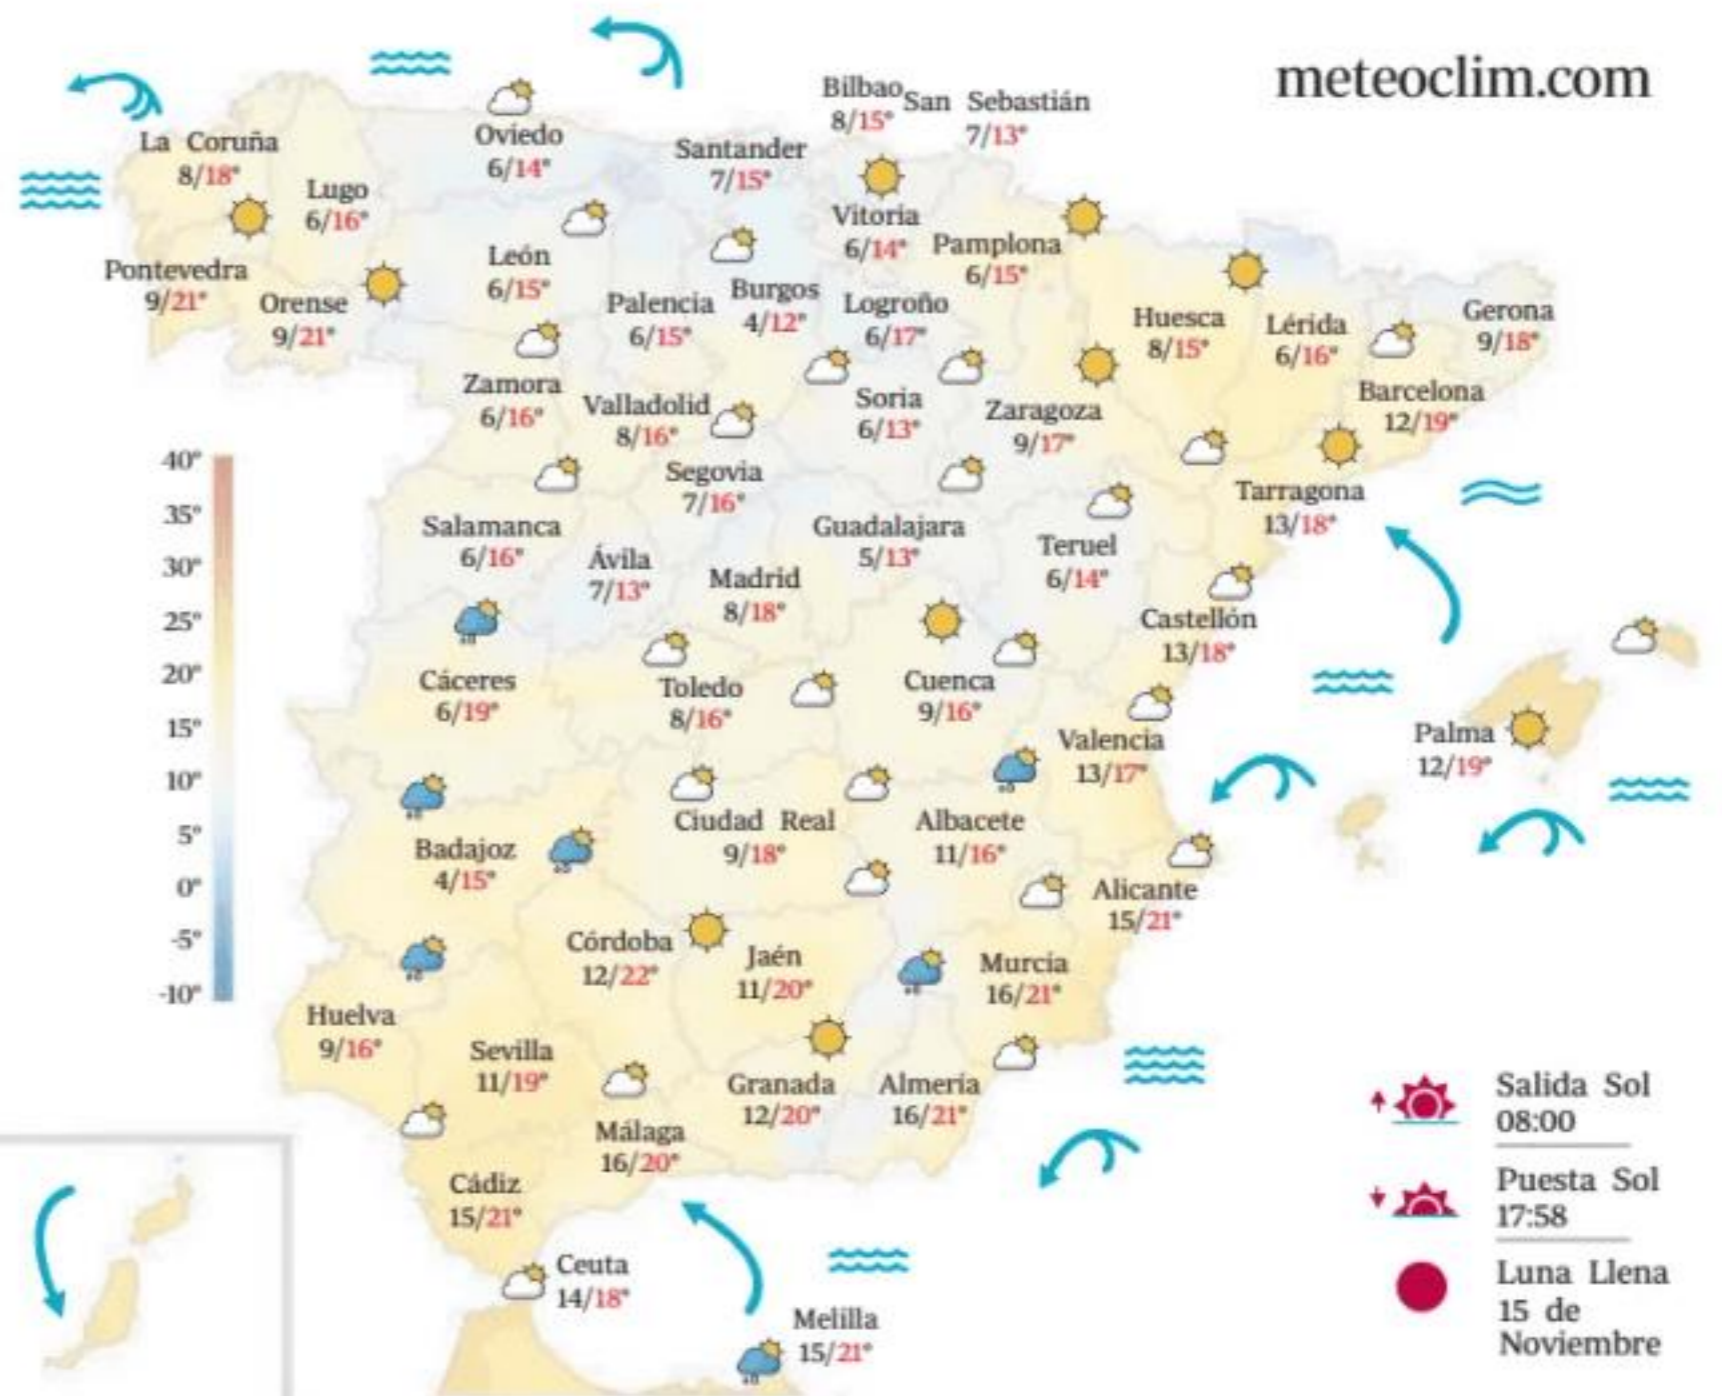 meteoclim.com
Bilbao
8/15°
San Sebastián
7/13°
La Coruña
8/18°
Oviedo
6/14°
Santander
7/15°
Lugo
6/16°
Vitoria
6/14°
Pamplona
6/15°
Pontevedra
9/21°
Orense
9/21°
León
6/15°
Palencia
6/15°
Burgos
4/12°
Logroño
6/17°
Huesca
8/15°
Lérida
6/16°
Gerona
9/18°
Zamora
6/16°
Valladolid
8/16°
Soria
6/13°
Zaragoza
9/17°
Barcelona
12/19°
Segovia
7/16°
Tarragona
13/18°
Salamanca
6/16°
Ávila
7/13°
Madrid
8/18°
Guadalajara
5/13°
Teruel
6/14°
Castellón
13/18°
Cáceres
6/19°
Toledo
8/16°
Cuenca
9/16°
Valencia
13/17°
Palma
12/19°
Badajoz
4/15°
Ciudad Real
9/18°
Albacete
11/16°
Alicante
15/21°
Córdoba
12/22°
Jaén
11/20°
Murcia
16/21°
Huelva
9/16°
Sevilla
11/19°
Granada
12/20°
Almería
16/21°
Málaga
16/20°
Cádiz
15/21°
Ceuta
14/18°
Melilla
15/21°
40°
35°
30°
25°
20°
15°
10°
5°
0°
-5°
-10°
Salida Sol
08:00
Puesta Sol
17:58
Luna Llena
15 de
Noviembre